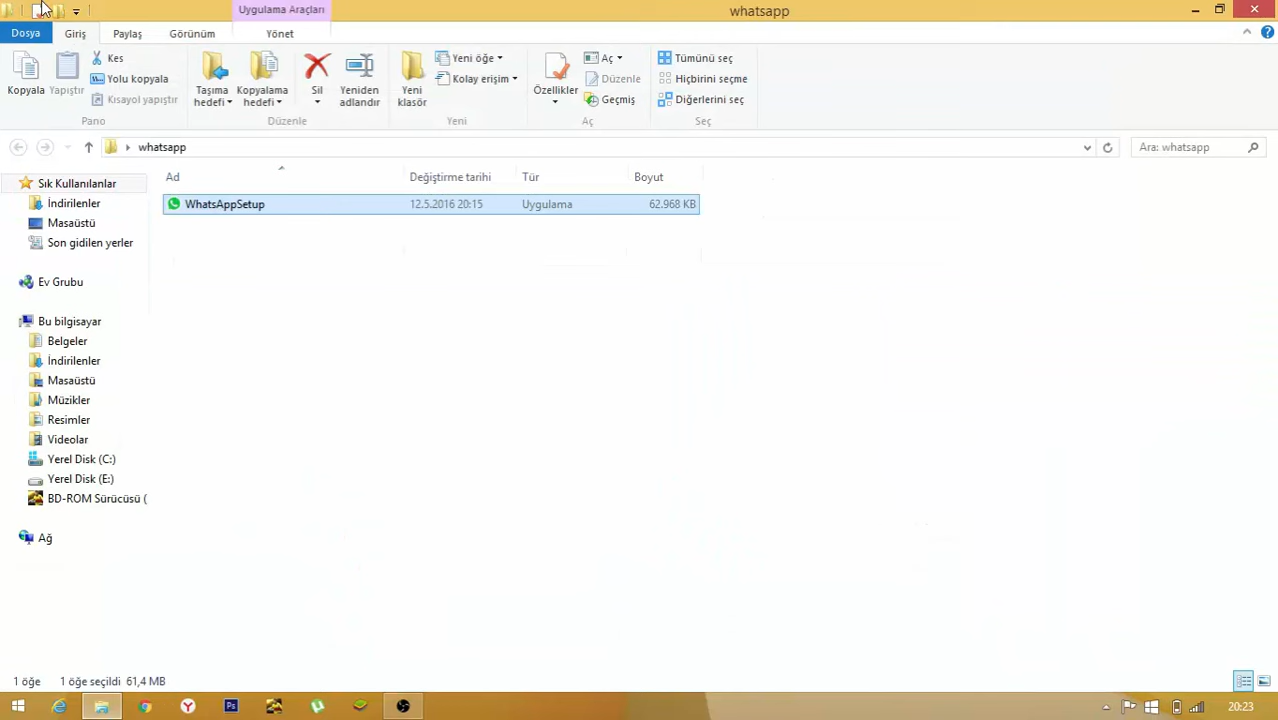 Uygulama Araçları
whatsapp
Dosya
Giriş
Paylaş
Görünüm
Yönet
Kopyala
Yapıştır
Kes
Yolu kopyala
Kısayol yapıştır
Pano
Taşıma hedefi
Kopyalama hedefi
Sil
Yeniden adlandır
Düzenle
Yeni klasör
Yeni öğe
Kolay erişim
Yeni
Özellikler
Aç
Düzenle
Geçmiş
Aç
Tümünü seç
Hiçbirini seçme
Diğerlerini seç
Seç
whatsapp
Ara: whatsapp
Ad
Değiştirme tarihi
Tür
Boyut
WhatsAppSetup
12.5.2016 20:15
Uygulama
62.968 KB
Sık Kullanılanlar
İndirilenler
Masaüstü
Son gidilen yerler
Ev Grubu
Bu bilgisayar
Belgeler
İndirilenler
Masaüstü
Müzikler
Resimler
Videolar
Yerel Disk (C:)
Yerel Disk (E:)
BD-ROM Sürücüsü (
Ağ
1 öğe
1 öğe seçildi 61,4 MB
Ps
20:23